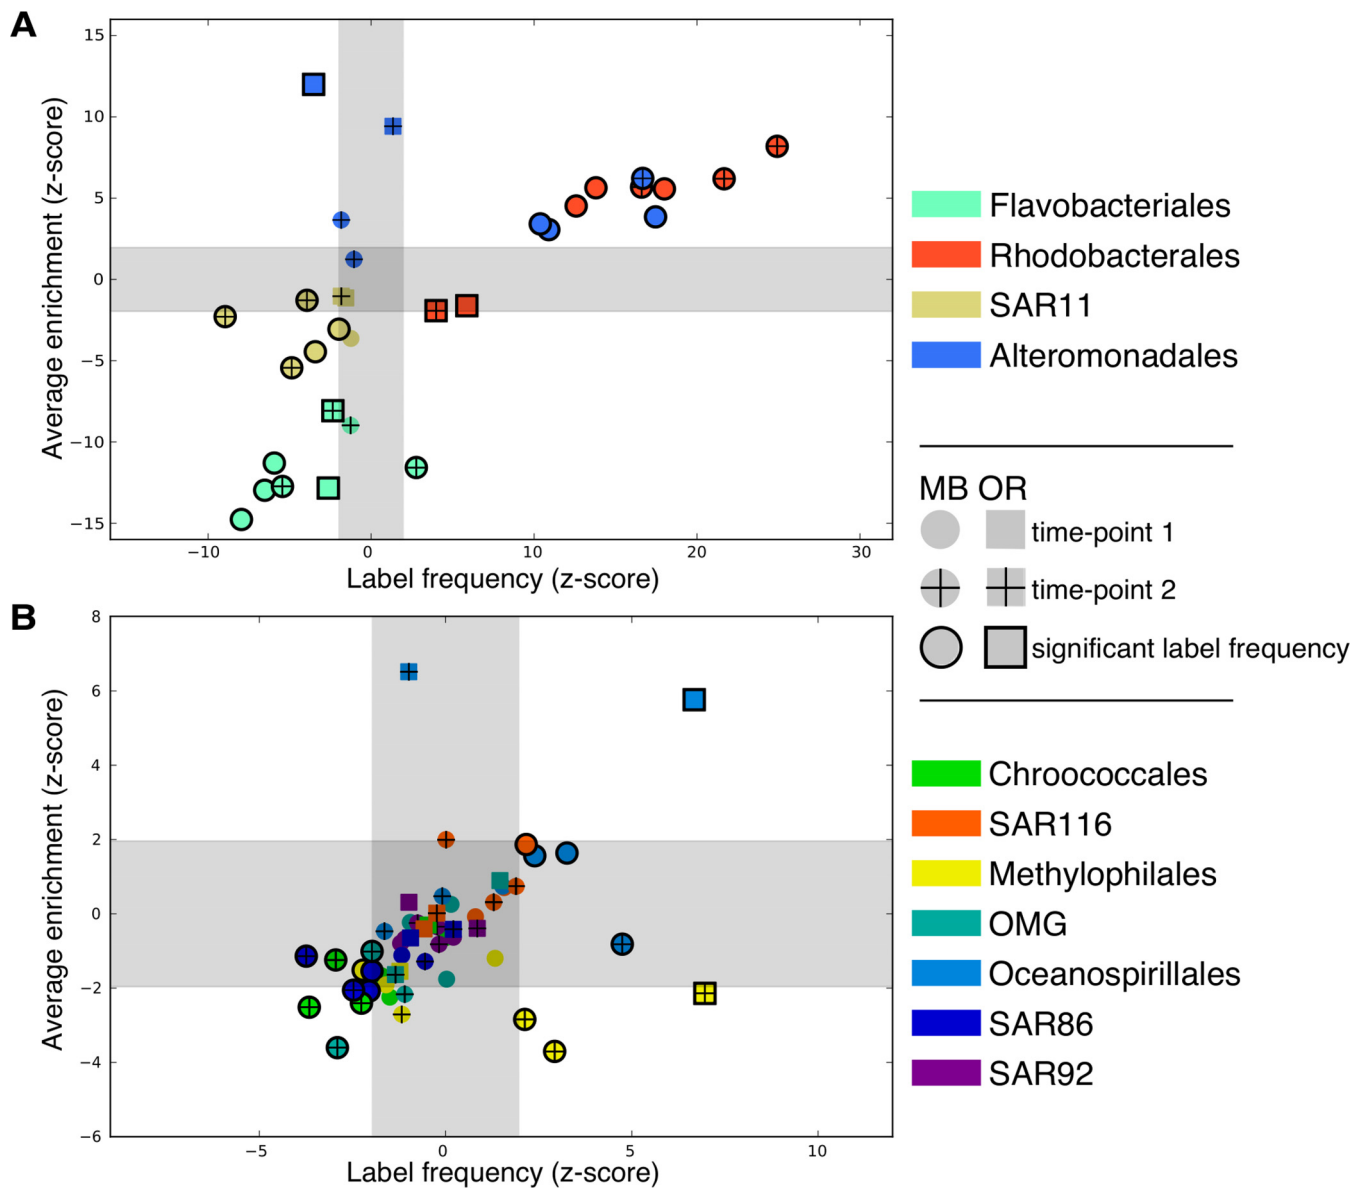 A
15
10
5
0
−5
−10
−15
Average enrichment (z-score)
−10
0
10
20
30
Label frequency (z-score)
Flavobacteriales
Rhodobacterales
SAR11
Alteromonadales
MB OR
time-point 1
time-point 2
significant label frequency
B
8
6
4
2
0
−2
−4
−6
Average enrichment (z-score)
−5
0
5
10
Label frequency (z-score)
Chroococcales
SAR116
Methylophilales
OMG
Oceanospirillales
SAR86
SAR92